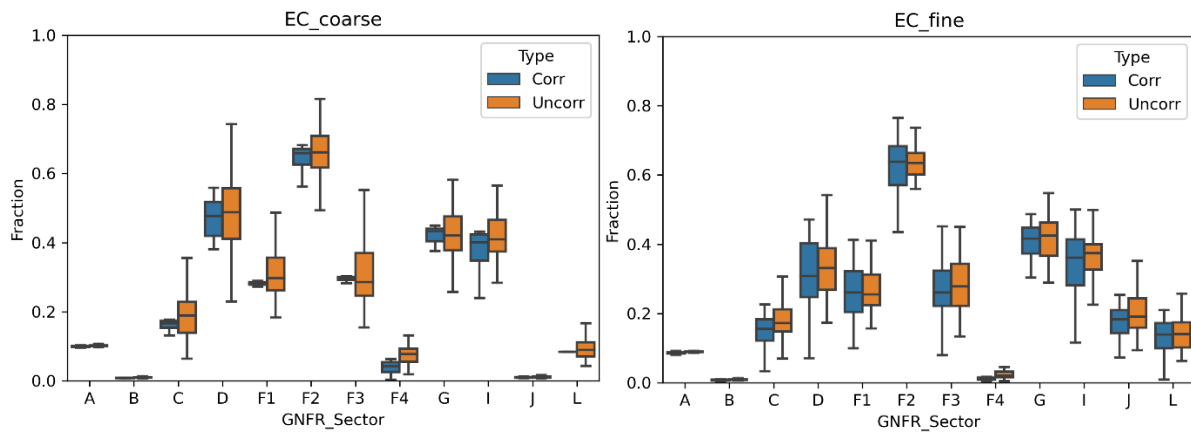 EC_coarse
1.0
0.8
0.6
0.4
0.2
0.0
Fraction
Type
Corr
Uncorr
A B C D F1 F2 F3 F4 G I J L
GNFR_Sector
EC_fine
1.0
0.8
0.6
0.4
0.2
0.0
Fraction
Type
Corr
Uncorr
A B C D F1 F2 F3 F4 G I J L
GNFR_Sector